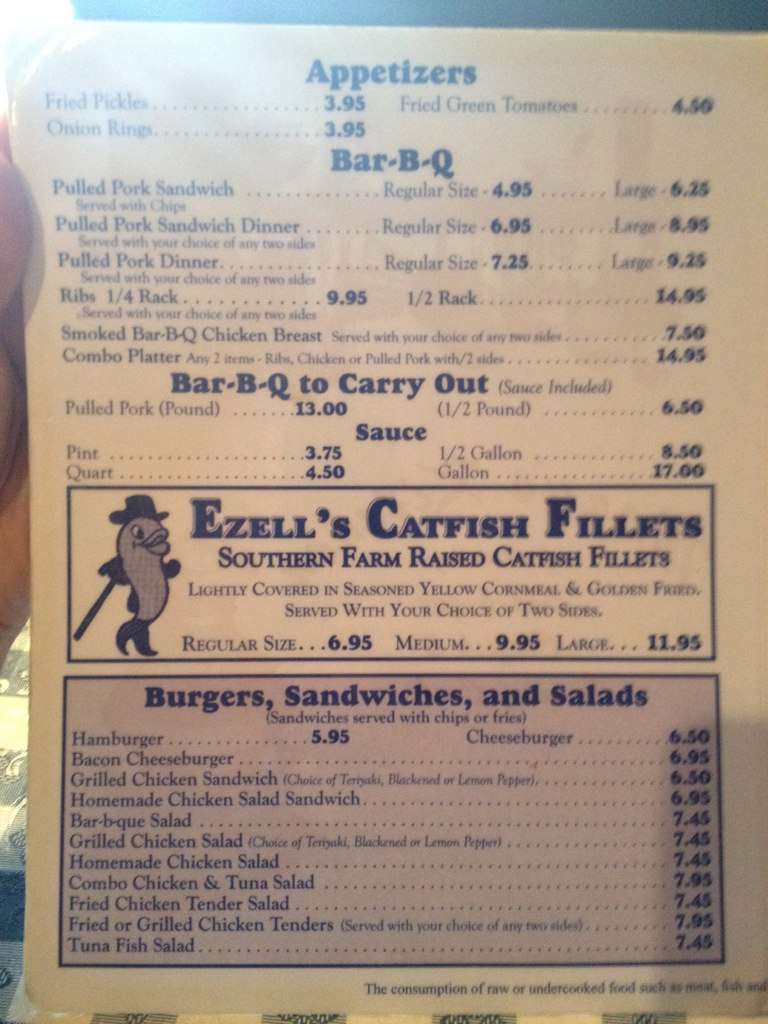 Appetizers
Fried Pickles . . . . . . . . . . . . . . . . . . 3.95 Fried Green Tomatoes . . . . . . . . . 4.50
Onion Rings. . . . . . . . . . . . . . . . . . 3.95
Bar-B-Q
Pulled Pork Sandwich . . . . . . . . . . . . . . Regular Size - 4.95 . . . . . . . Large - 6.25
Served with Chips
Pulled Pork Sandwich Dinner . . . . . . . . Regular Size - 6.95 . . . . . . . Large - 8.95
Served with your choice of any two sides
Pulled Pork Dinner. . . . . . . . . . . . . . . . . Regular Size - 7.25. . . . . . . Large - 9.25
Served with your choice of any two sides
Ribs 1/4 Rack . . . . . . . . . . . . 9.95 1/2 Rack. . . . . . . . . . . . . . . . . . 14.95
Served with your choice of any two sides
Smoked Bar-B-Q Chicken Breast Served with your choice of any two sides . . . . . . . . . . 7.50
Combo Platter Any 2 items - Ribs, Chicken or Pulled Pork with/2 sides . . . . . . . . . . . . . . . 14.95
Bar-B-Q to Carry Out (Sauce Included)
Pulled Pork (Pound) . . . . . . . 13.00 (1/2 Pound) . . . . . . . . . . . . 6.50
Sauce
Pint . . . . . . . . . . . . . . . . . . . . . 3.75 1/2 Gallon . . . . . . . . . . . . . 8.50
Quart . . . . . . . . . . . . . . . . . . . . 4.50 Gallon . . . . . . . . . . . . . . . . 17.00
Ezell's Catfish Fillets
Southern Farm Raised Catfish Fillets
Lightly Covered in Seasoned Yellow Cornmeal & Golden Fried.
Served With Your Choice of Two Sides.
Regular Size. . . 6.95 Medium. . . 9.95 Large. . . 11.95
Burgers, Sandwiches, and Salads
(Sandwiches served with chips or fries)
Hamburger . . . . . . . . . . . . . . . 5.95 Cheeseburger . . . . . . . . . . 6.50
Bacon Cheeseburger . . . . . . . . . . . . . . . . . . . . . . . . . . . . . . . . . . . . . . . . . . . . 6.95
Grilled Chicken Sandwich (Choice of Teriyaki, Blackened or Lemon Pepper). . . . . . . . . . . . . . 6.50
Homemade Chicken Salad Sandwich. . . . . . . . . . . . . . . . . . . . . . . . . . . . . . . 6.95
Bar-b-que Salad . . . . . . . . . . . . . . . . . . . . . . . . . . . . . . . . . . . . . . . . . . . . . . . . 7.45
Grilled Chicken Salad (Choice of Teriyaki, Blackened or Lemon Pepper) . . . . . . . . . . . . . . . . . 7.45
Homemade Chicken Salad . . . . . . . . . . . . . . . . . . . . . . . . . . . . . . . . . . . . . . . 7.45
Combo Chicken & Tuna Salad . . . . . . . . . . . . . . . . . . . . . . . . . . . . . . . . . . . 7.95
Fried Chicken Tender Salad . . . . . . . . . . . . . . . . . . . . . . . . . . . . . . . . . . . . . . 7.45
Fried or Grilled Chicken Tenders (Served with your choice of any two sides) . . . . . . . . . 7.95
Tuna Fish Salad . . . . . . . . . . . . . . . . . . . . . . . . . . . . . . . . . . . . . . . . . . . . . . . . 7.45
The consumption of raw or undercooked food such as meat, fish and